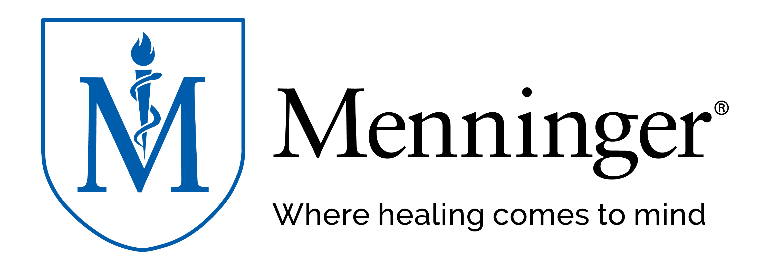 M
Menninger®
Where healing comes to mind